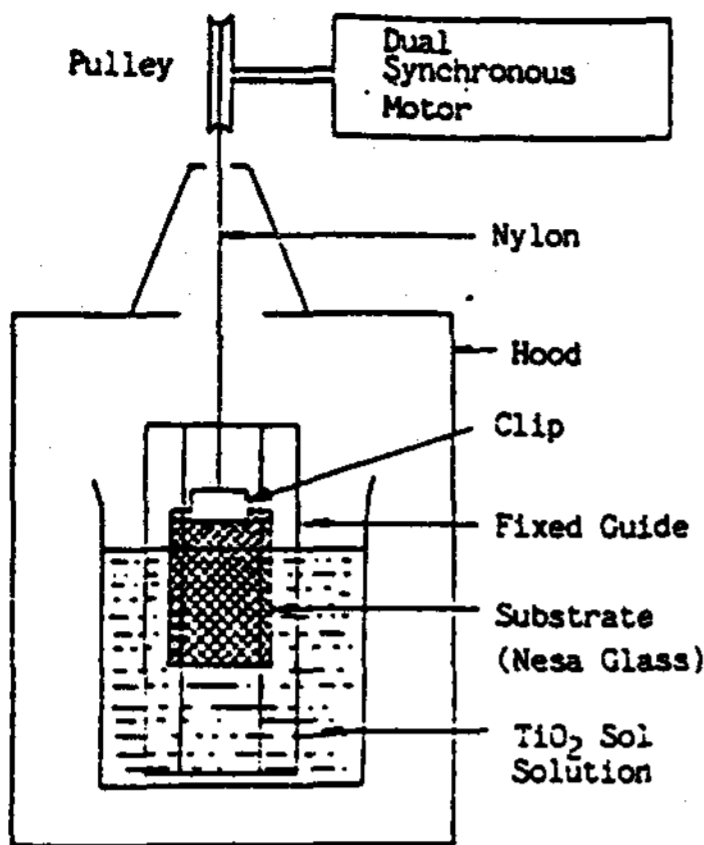 Pulley
Dual
Synchronous
Motor
Nylon
Hood
Clip
Fixed Guide
Substrate
(Nesa Glass)
TiO₂ Sol
Solution